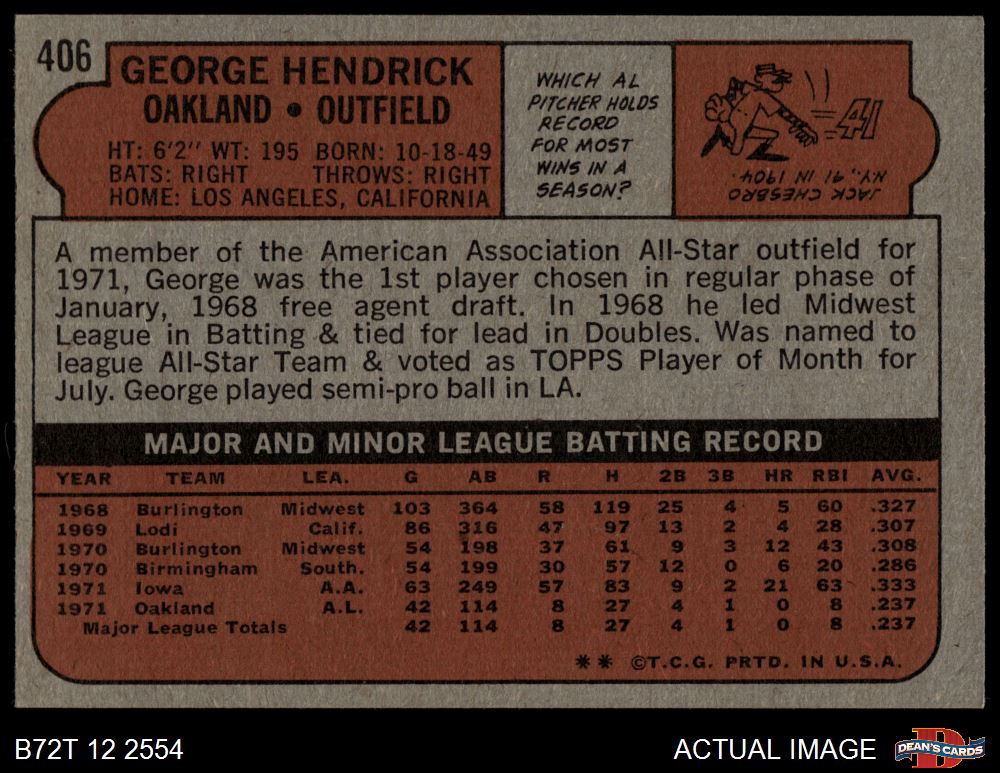 406
GEORGE HENDRICK
OAKLAND • OUTFIELD
HT: 6'2" WT: 195 BORN: 10-18-49
BATS: RIGHT THROWS: RIGHT
HOME: LOS ANGELES, CALIFORNIA
WHICH AL
PITCHER HOLDS
RECORD
FOR MOST
WINS IN A
SEASON?
41
JACK CHESBRO
N.Y. '91 IN 1904.
A member of the American Association All-Star outfield for
1971, George was the 1st player chosen in regular phase of
January, 1968 free agent draft. In 1968 he led Midwest
League in Batting & tied for lead in Doubles. Was named to
league All-Star Team & voted as TOPPS Player of Month for
July. George played semi-pro ball in LA.
MAJOR AND MINOR LEAGUE BATTING RECORD
YEAR TEAM LEA. G AB R H 2B 3B HR RBI AVG.
1968 Burlington Midwest 103 364 58 119 25 4 5 60 .327
1969 Lodi Calif. 86 316 47 97 13 2 4 28 .307
1970 Burlington Midwest 54 198 37 61 9 3 12 43 .308
1970 Birmingham South. 54 199 30 57 12 0 6 20 .286
1971 Iowa A.A. 63 249 57 83 9 2 21 63 .333
1971 Oakland A.L. 42 114 8 27 4 1 0 8 .237
Major League Totals 42 114 8 27 4 1 0 8 .237
** ©T.C.G. PRTD. IN U.S.A.
B72T 12 2554
ACTUAL IMAGE
D
DEAN'S CARDS